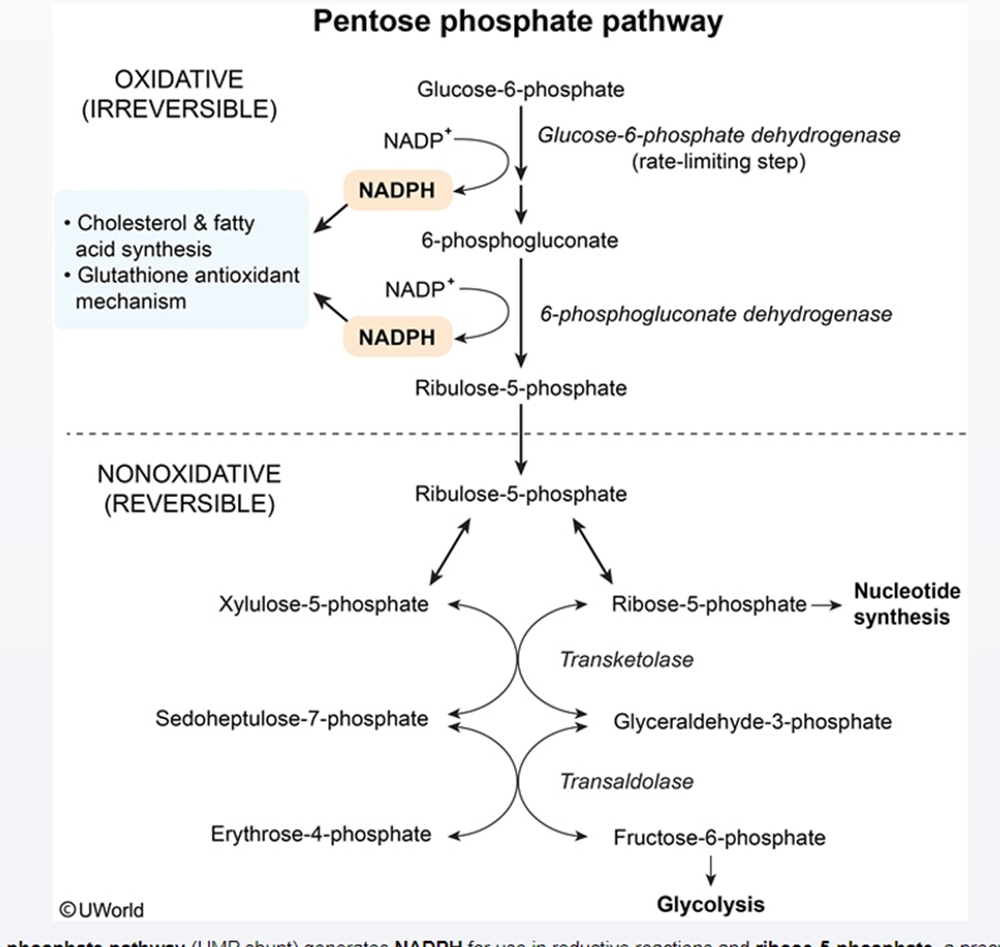 Pentose phosphate pathway
OXIDATIVE
(IRREVERSIBLE)
Glucose-6-phosphate
NADP+
Glucose-6-phosphate dehydrogenase
(rate-limiting step)
NADPH
• Cholesterol & fatty
acid synthesis
• Glutathione antioxidant
mechanism
6-phosphogluconate
NADP+
6-phosphogluconate dehydrogenase
NADPH
Ribulose-5-phosphate
NONOXIDATIVE
(REVERSIBLE)
Ribulose-5-phosphate
Xylulose-5-phosphate
Ribose-5-phosphate
Nucleotide
synthesis
Transketolase
Sedoheptulose-7-phosphate
Glyceraldehyde-3-phosphate
Transaldolase
Erythrose-4-phosphate
Fructose-6-phosphate
Glycolysis
©UWorld
phosphate pathway (HMP shunt) generates NADPH for use in reductive reactions and ribose-5-phosphate, a